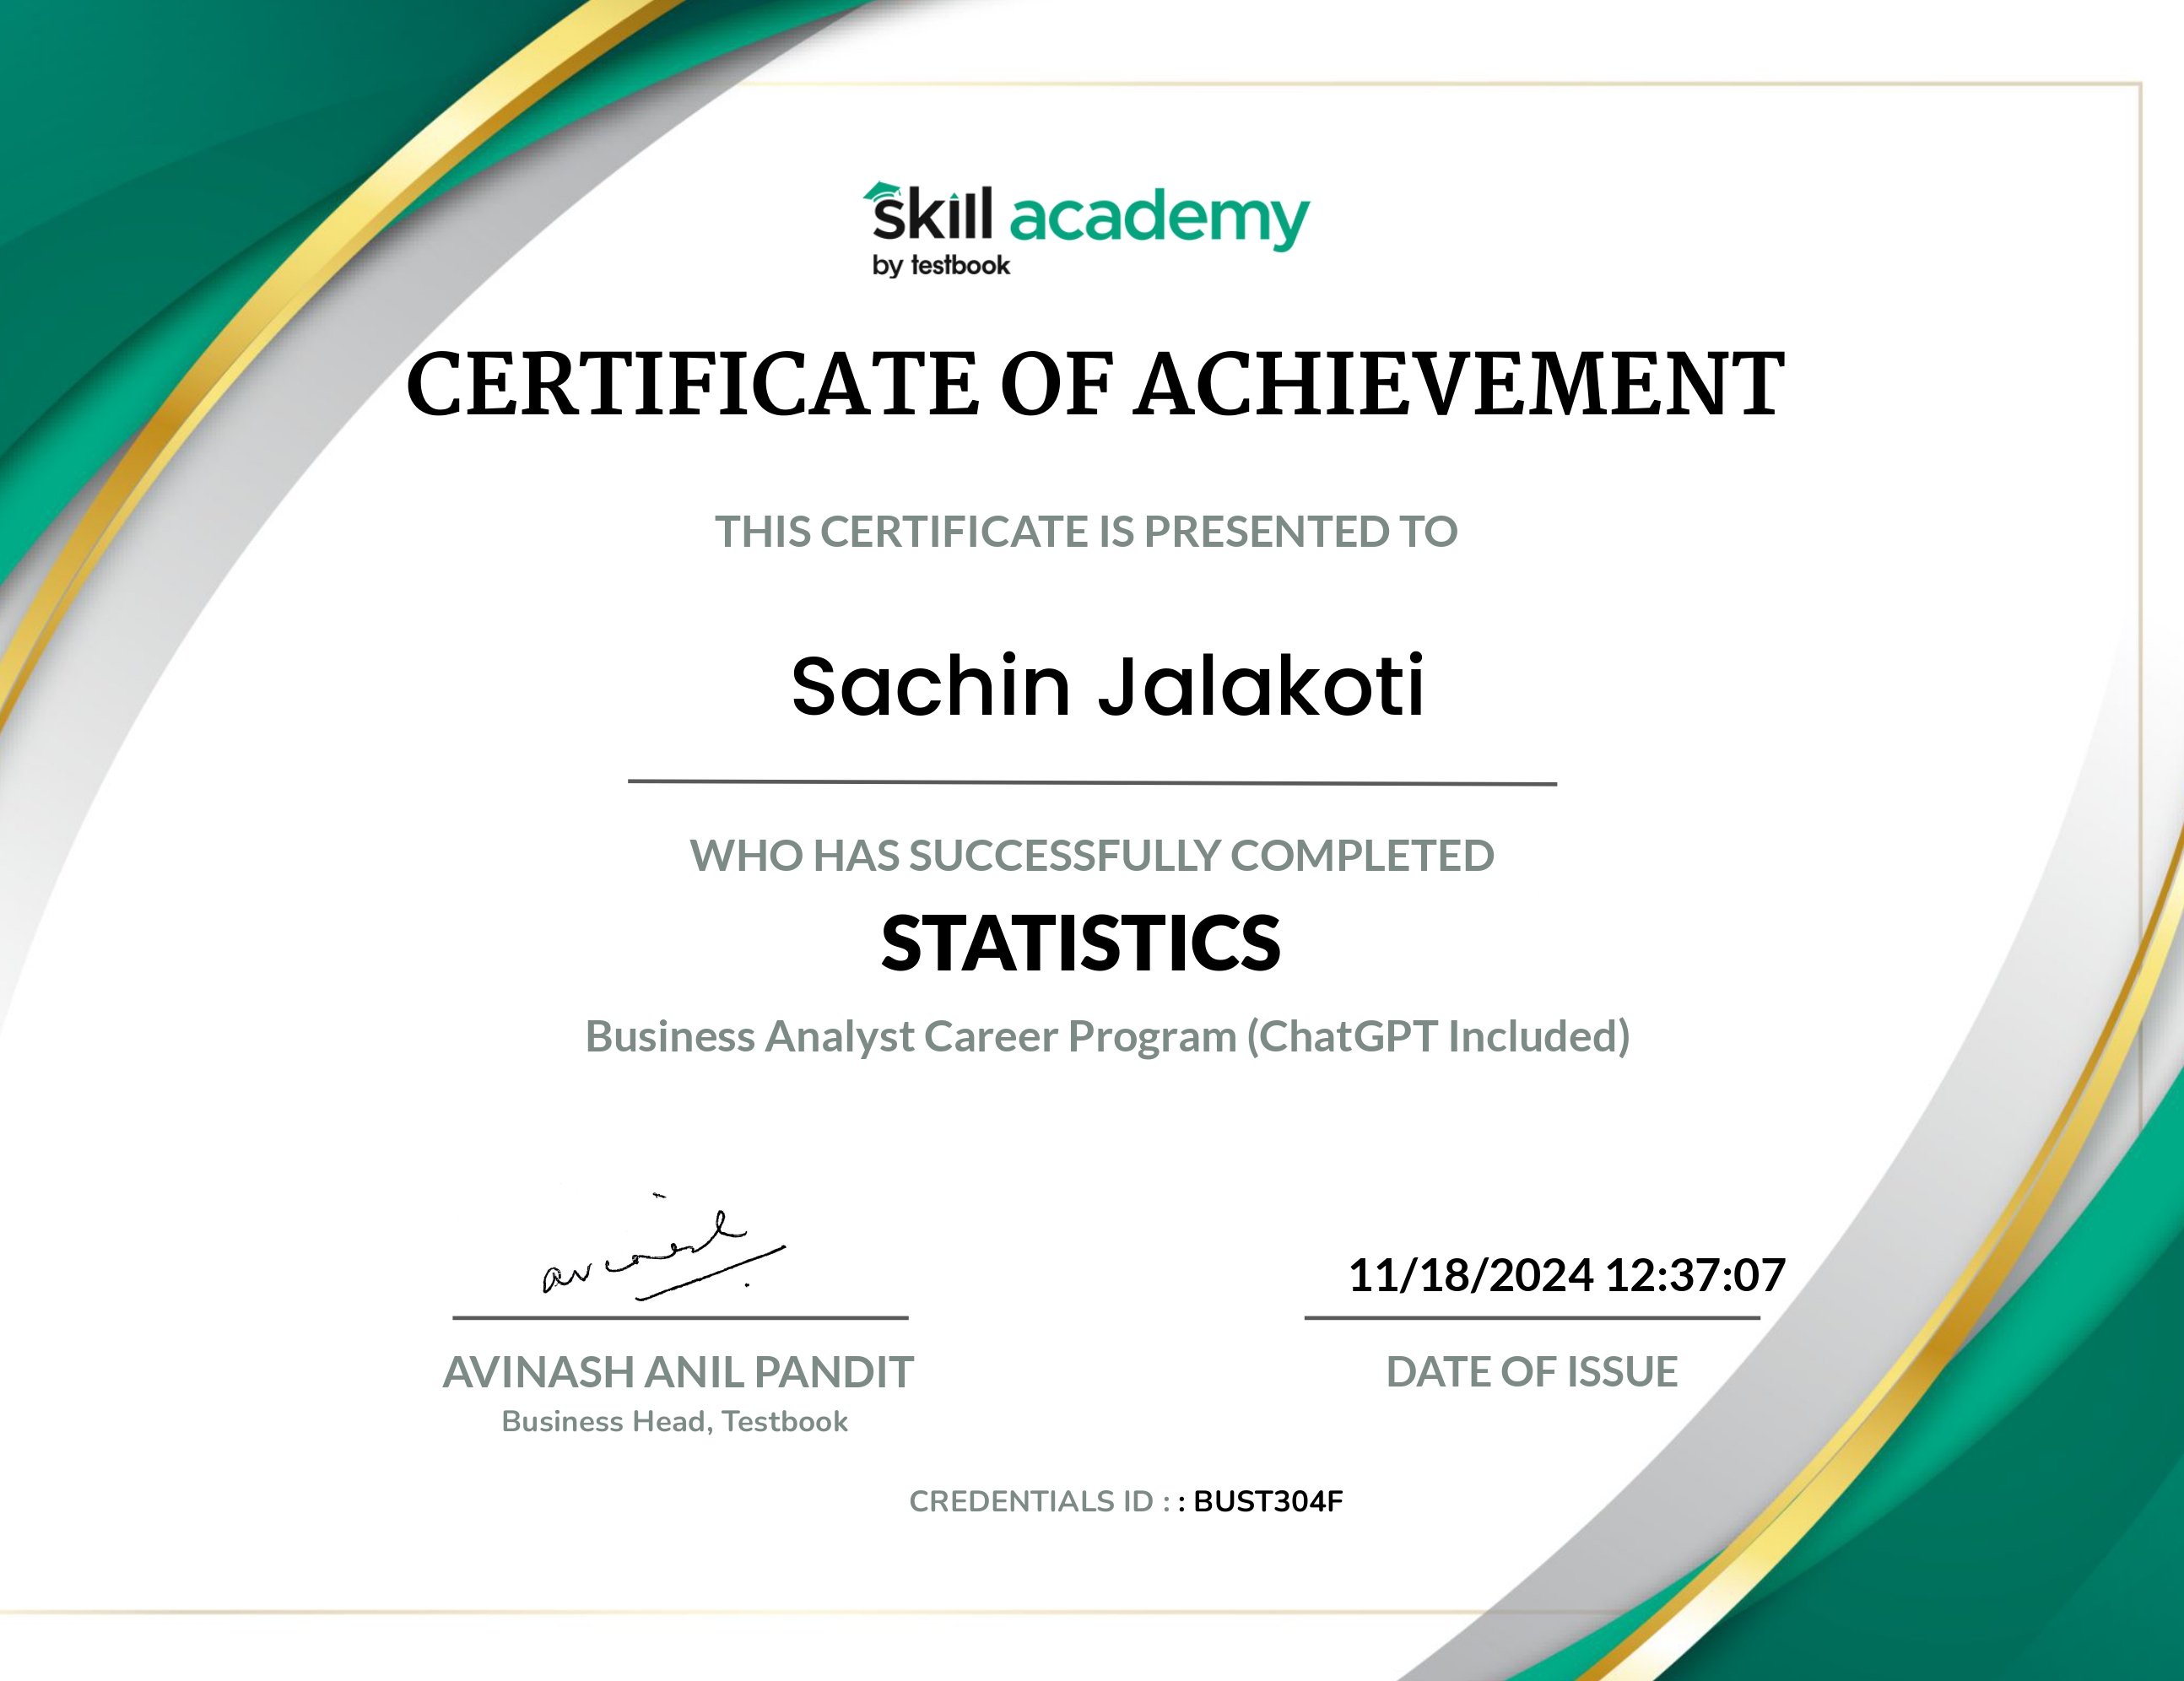 skill academy
by testbook
CERTIFICATE OF ACHIEVEMENT
THIS CERTIFICATE IS PRESENTED TO
Sachin Jalakoti
WHO HAS SUCCESSFULLY COMPLETED
STATISTICS
Business Analyst Career Program (ChatGPT Included)
avinash
11/18/2024 12:37:07
AVINASH ANIL PANDIT
DATE OF ISSUE
Business Head, Testbook
CREDENTIALS ID : : BUST304F